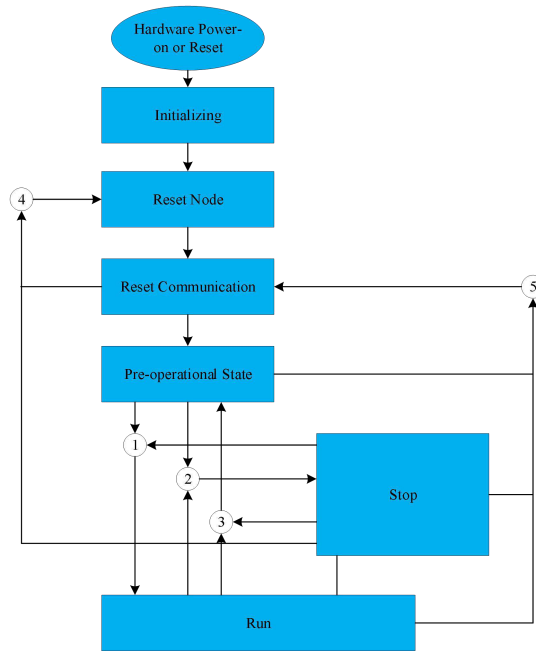 Hardware Power-
on or Reset
Initializing
Reset Node
4
Reset Communication
5
Pre-operational State
1
2
Stop
3
Run